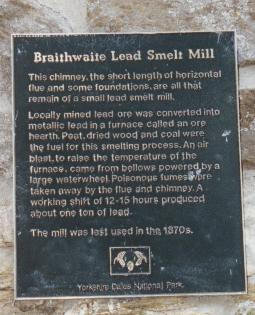 Braithwaite Lead Smelt Mill
This chimney, the short length of horizontal
flue and some foundations, are all that
remain of a small lead smelt mill.
Locally mined lead ore was converted into
metallic lead in a furnace called an ore
hearth. Peat, dried wood and coal were
the fuel for this smelting process. An air
blast, to raise the temperature of the
furnace, came from bellows powered by a
large waterwheel. Poisonous fumes were
taken away by the flue and chimney. A
working shift of 12-15 hours produced
about one ton of lead.
The mill was last used in the 1870s.
Yorkshire Dales National Park